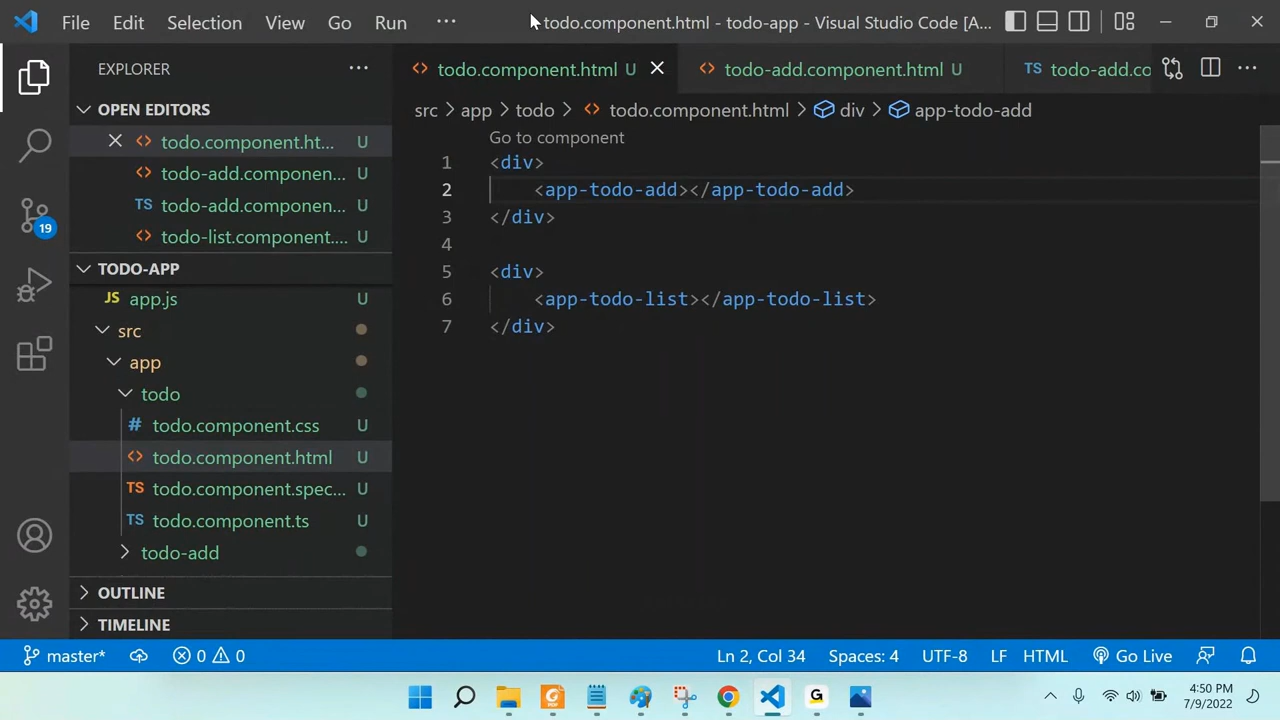 File Edit Selection View Go Run ··· todo.component.html - todo-app - Visual Studio Code [A...
EXPLORER ···
OPEN EDITORS
todo.component.ht... U
todo-add.componen... U
TS todo-add.componen... U
todo-list.component.... U
TODO-APP
JS app.js U
src
app
todo
# todo.component.css U
todo.component.html U
TS todo.component.spec... U
TS todo.component.ts U
todo-add
OUTLINE
TIMELINE
todo.component.html U todo-add.component.html U TS todo-add.co ···
src > app > todo > todo.component.html > div > app-todo-add
Go to component
1 <div>
2 <app-todo-add></app-todo-add>
3 </div>
4
5 <div>
6 <app-todo-list></app-todo-list>
7 </div>
19
master* 0 0 Ln 2, Col 34 Spaces: 4 UTF-8 LF HTML Go Live
PDF G
4:50 PM
7/9/2022